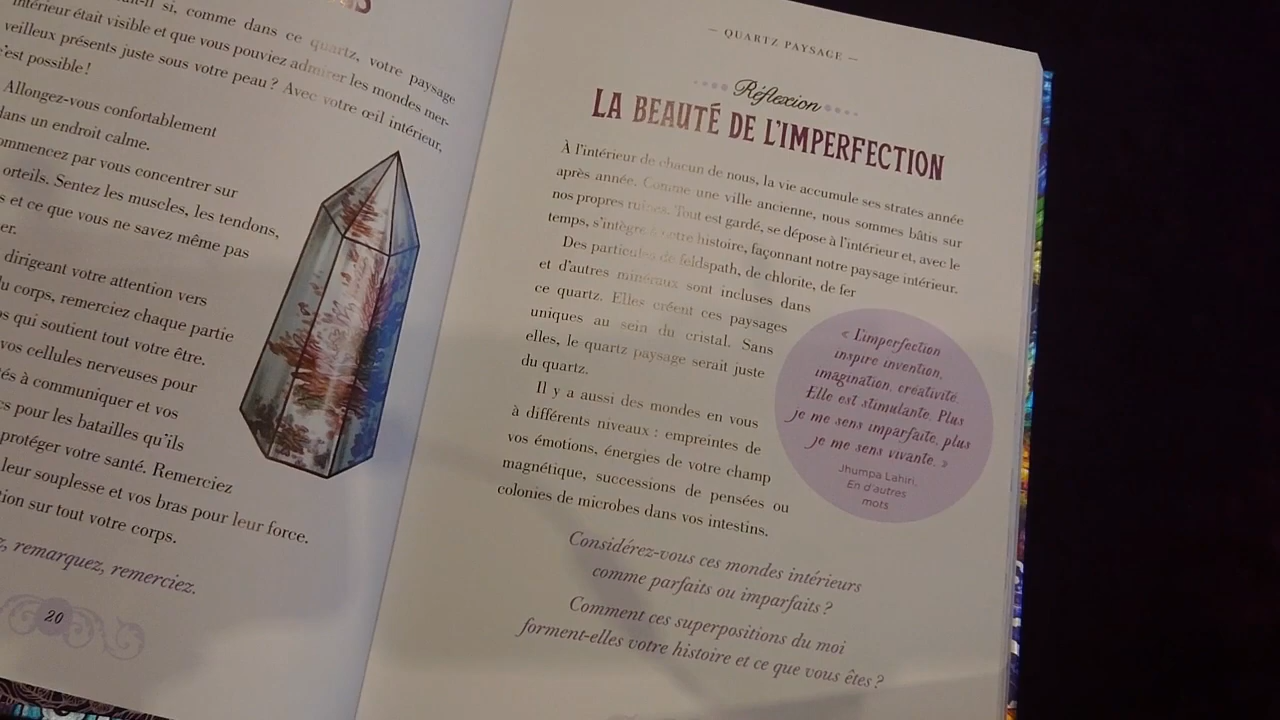 si, comme dans ce quartz, votre paysage
intérieur était visible et que vous pouviez admirer les mondes mer-
veilleux présents juste sous votre peau ? Avec votre œil intérieur,
c'est possible !
Allongez-vous confortablement
dans un endroit calme.
ommencez par vous concentrer sur
orteils. Sentez les muscles, les tendons,
s et ce que vous ne savez même pas
er.
dirigeant votre attention vers
du corps, remerciez chaque partie
os qui soutient tout votre être.
vos cellules nerveuses pour
tés à communiquer et vos
cs pour les batailles qu'ils
protéger votre santé. Remerciez
leur souplesse et vos bras pour leur force.
tion sur tout votre corps.
z, remarquez, remerciez.
20
— QUARTZ PAYSAGE —
Réflexion
LA BEAUTÉ DE L'IMPERFECTION
À l'intérieur de chacun de nous, la vie accumule ses strates année
après année. Comme une ville ancienne, nous sommes bâtis sur
nos propres ruines. Tout est gardé, se dépose à l'intérieur et, avec le
temps, s'intègre à notre histoire, façonnant notre paysage intérieur.
Des particules de feldspath, de chlorite, de fer
et d'autres minéraux sont incluses dans
ce quartz. Elles créent ces paysages
uniques au sein du cristal. Sans
elles, le quartz paysage serait juste
du quartz.
Il y a aussi des mondes en vous
à différents niveaux : empreintes de
vos émotions, énergies de votre champ
magnétique, successions de pensées ou
colonies de microbes dans vos intestins.
« L'imperfection
inspire invention,
imagination, créativité.
Elle est stimulante. Plus
je me sens imparfaite, plus
je me sens vivante. »
Jhumpa Lahiri,
En d'autres
mots
Considérez-vous ces mondes intérieurs
comme parfaits ou imparfaits ?
Comment ces superpositions du moi
forment-elles votre histoire et ce que vous êtes ?